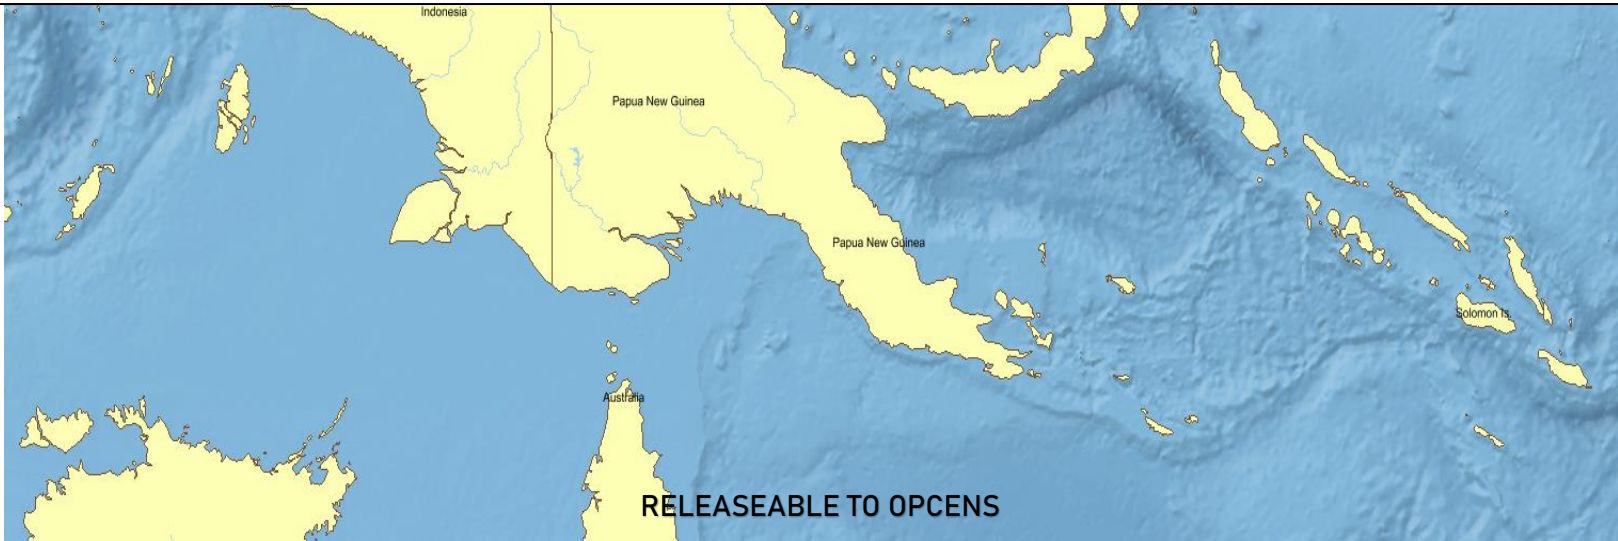 Indonesia
Papua New Guinea
Papua New Guinea
Solomon Is.
Australia
RELEASEABLE TO OPCENS